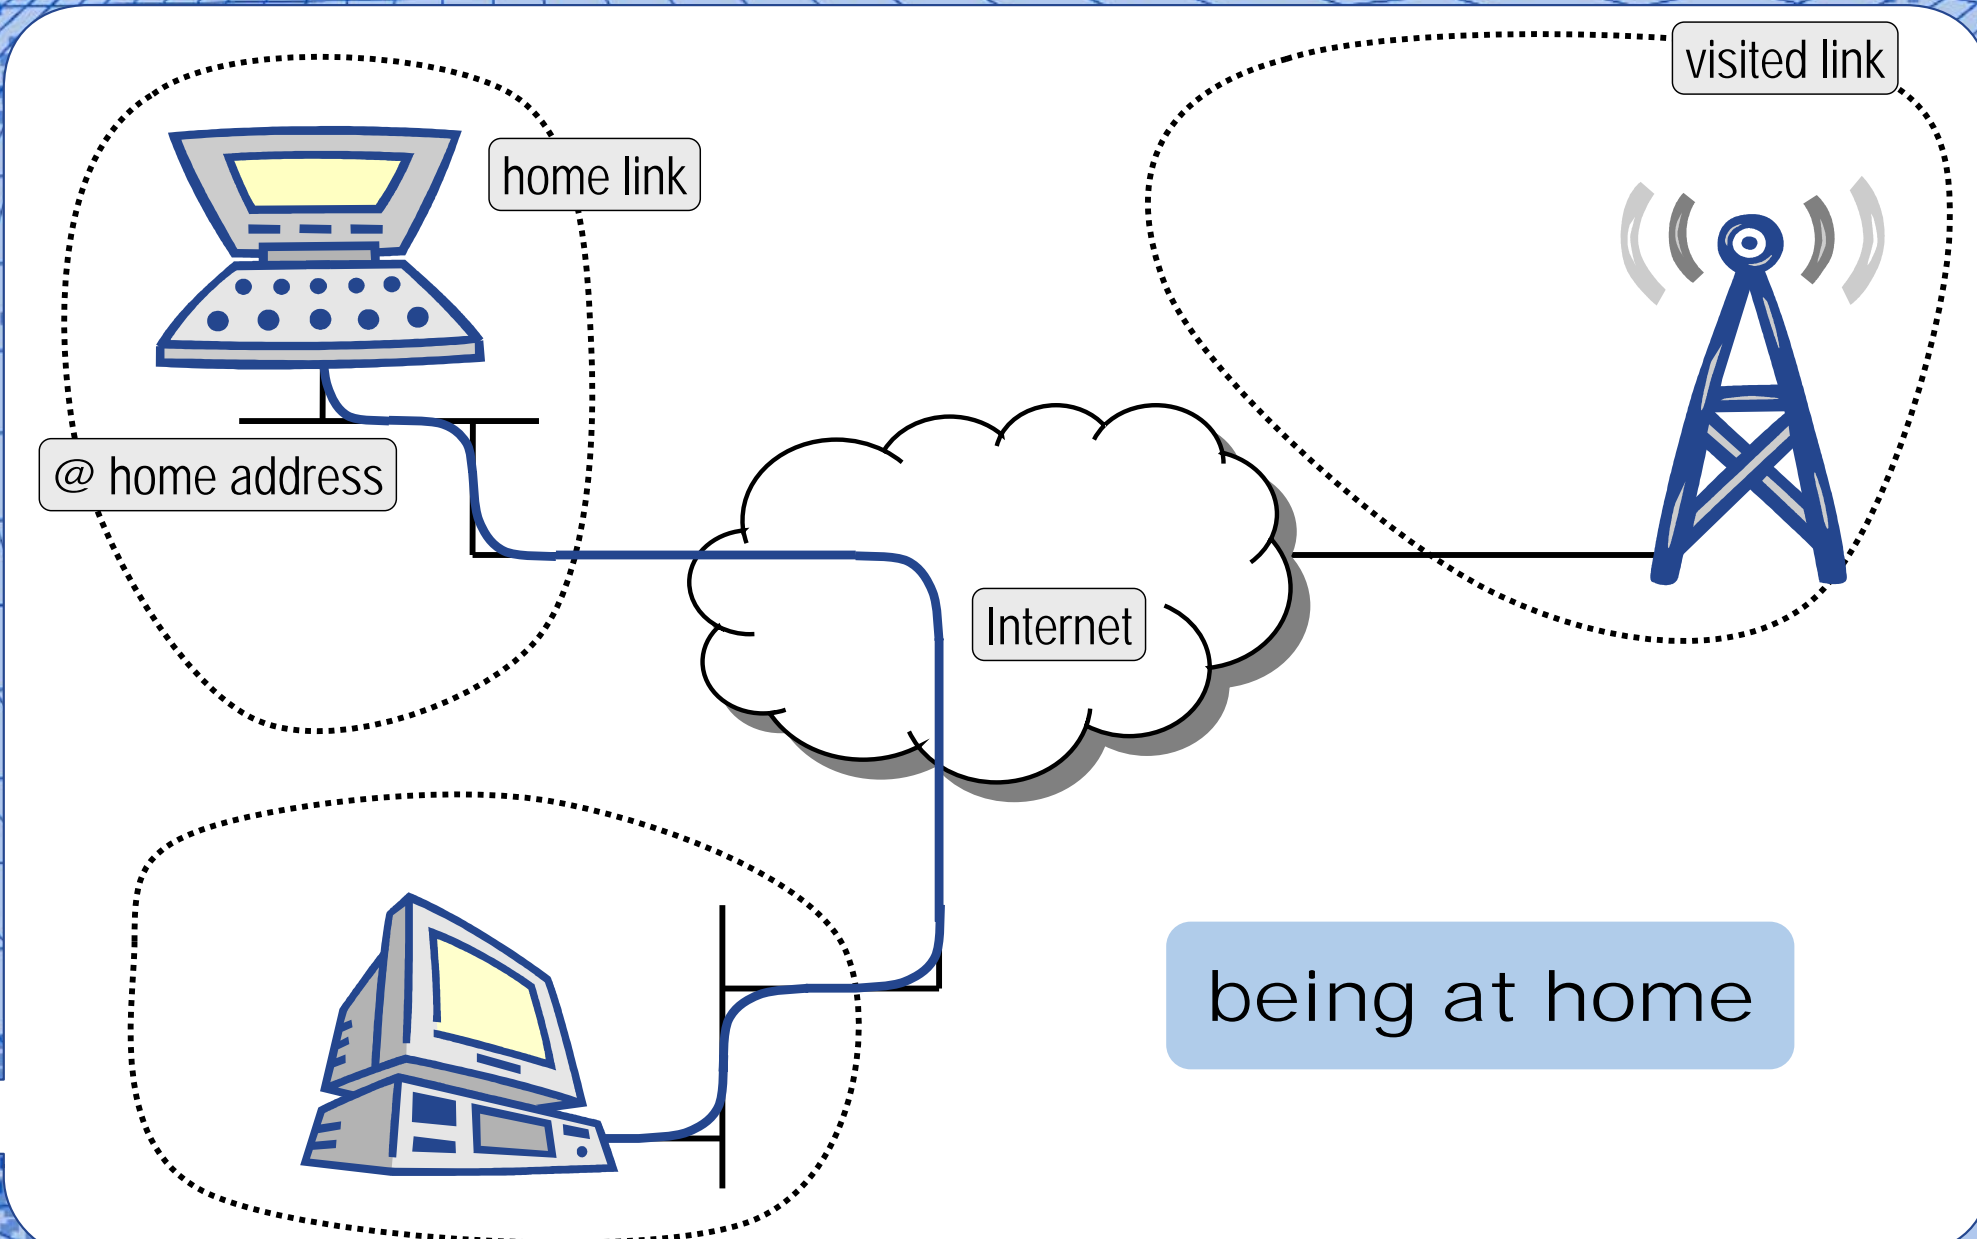 visited link
home link
@ home address
Internet
being at home